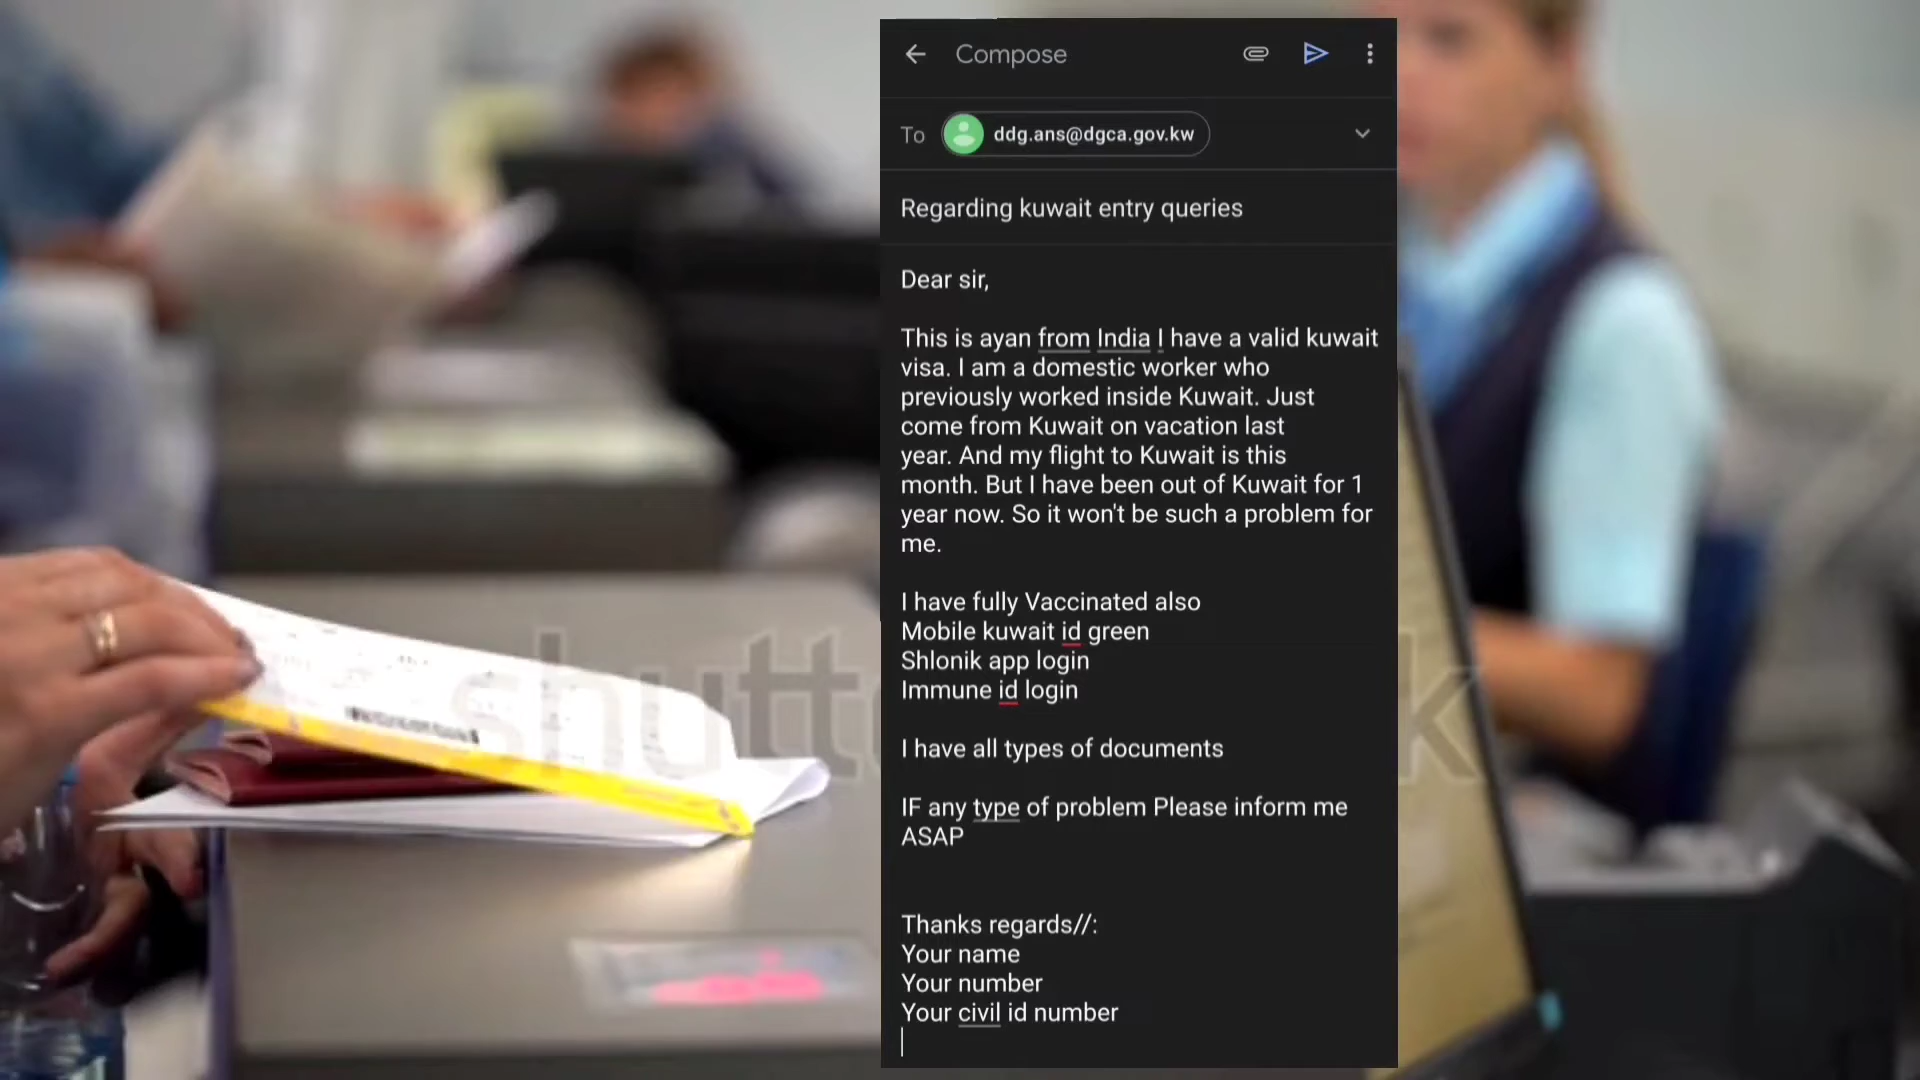 Compose
To ddg.ans@dgca.gov.kw
Regarding kuwait entry queries
Dear sir,
This is ayan from India I have a valid kuwait
visa. I am a domestic worker who
previously worked inside Kuwait. Just
come from Kuwait on vacation last
year. And my flight to Kuwait is this
month. But I have been out of Kuwait for 1
year now. So it won't be such a problem for
me.
I have fully Vaccinated also
Mobile kuwait id green
Shlonik app login
Immune id login
I have all types of documents
IF any type of problem Please inform me
ASAP
Thanks regards//:
Your name
Your number
Your civil id number